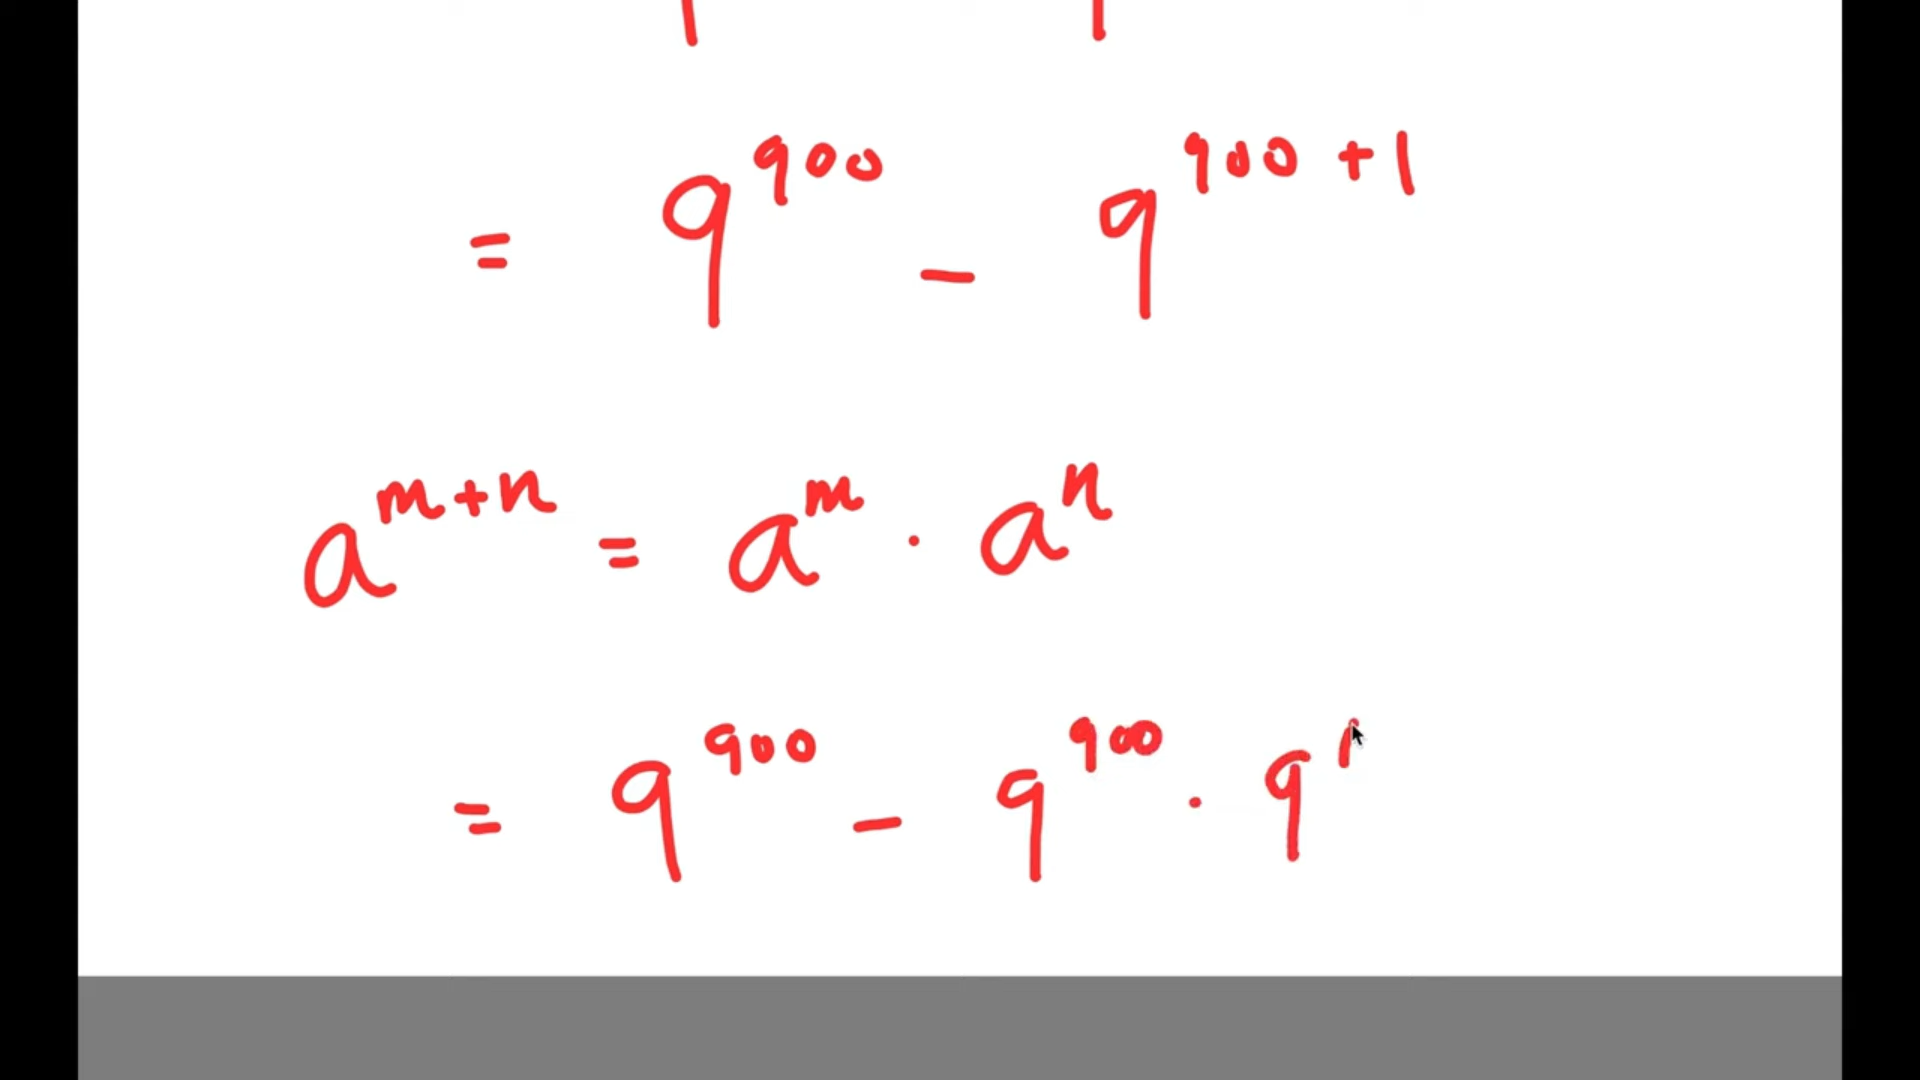 = 9^900 - 9^900+1
a^m+n = a^m · a^n
= 9^900 - 9^900 · 9^1